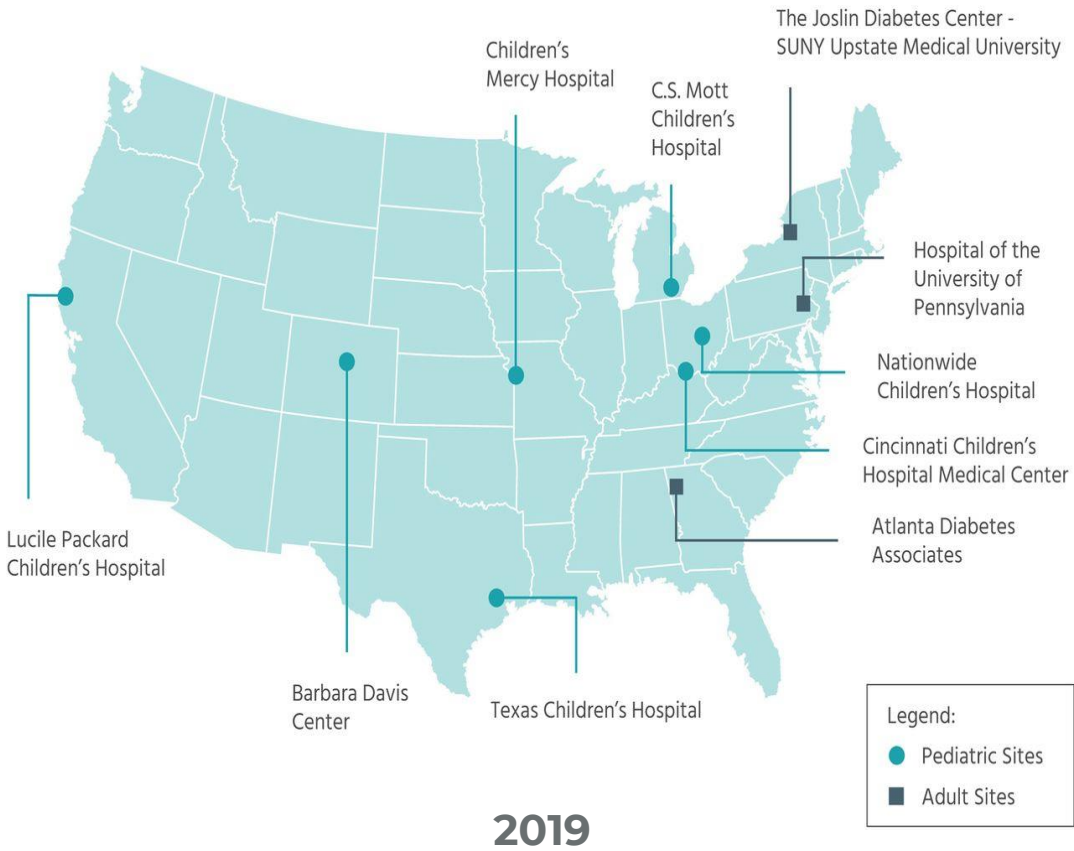 The Joslin Diabetes Center -
SUNY Upstate Medical University
Children's
Mercy Hospital
C.S. Mott
Children's
Hospital
Hospital of the
University of
Pennsylvania
Nationwide
Children's Hospital
Cincinnati Children's
Hospital Medical Center
Atlanta Diabetes
Associates
Lucile Packard
Children's Hospital
Barbara Davis
Center
Texas Children's Hospital
Legend:
Pediatric Sites
Adult Sites
2019